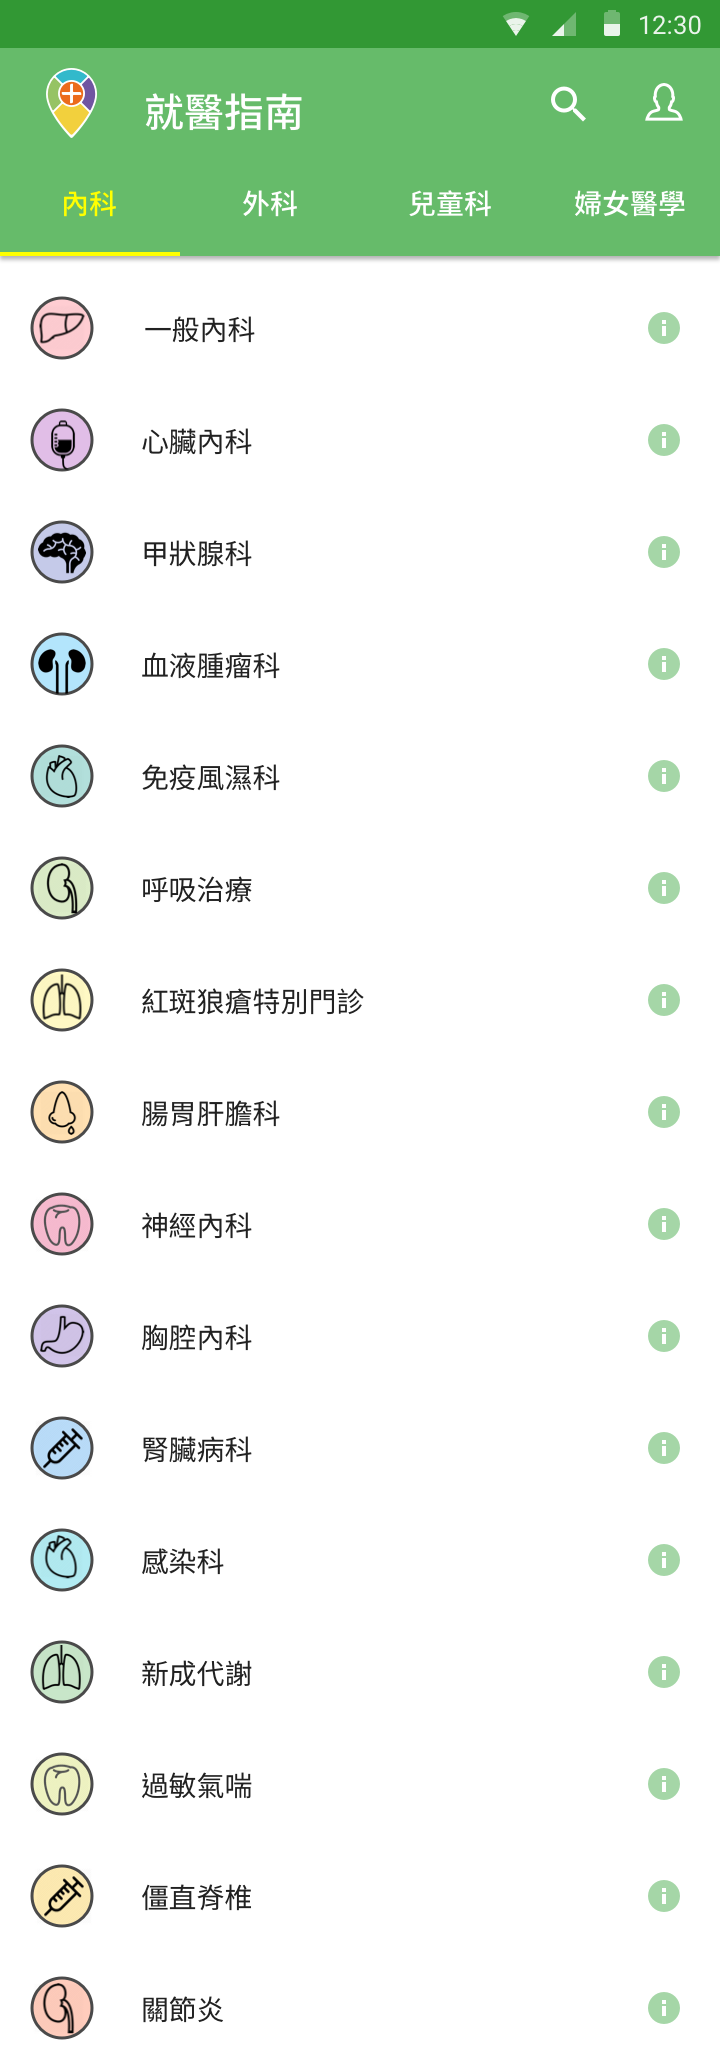 12:30
就醫指南
內科
外科
兒童科
婦女醫學
一般內科
心臟內科
甲狀腺科
血液腫瘤科
免疫風濕科
呼吸治療
紅斑狼瘡特別門診
腸胃肝膽科
神經內科
胸腔內科
腎臟病科
感染科
新成代謝
過敏氣喘
僵直脊椎
關節炎